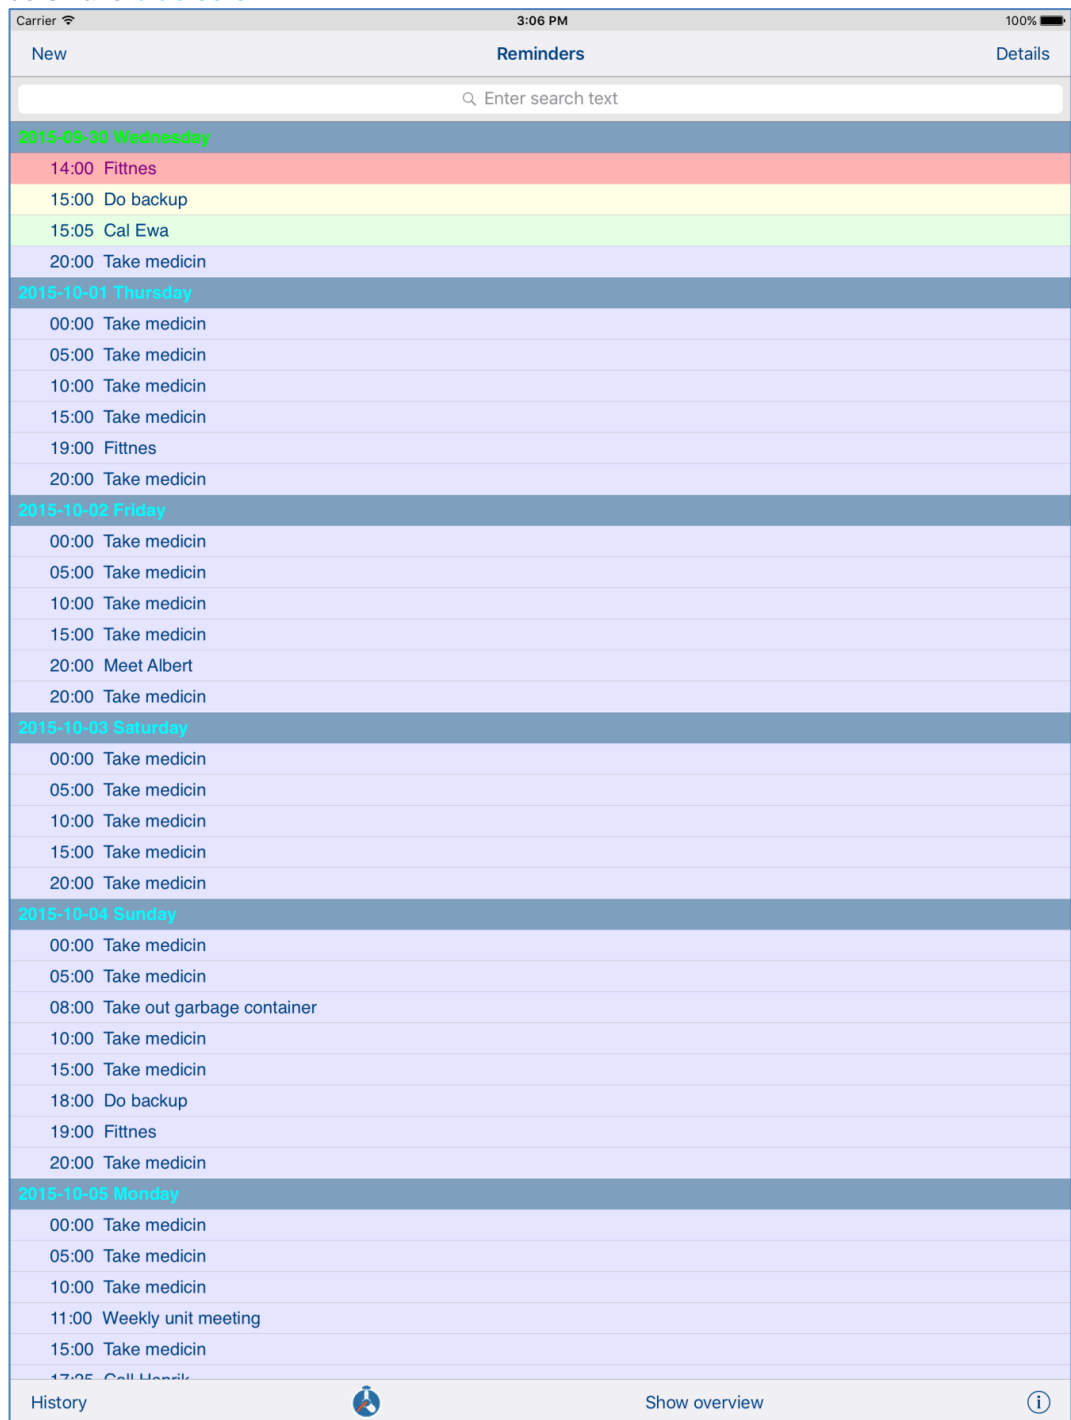 Carrier
3:06 PM
100%
New
Reminders
Details
Enter search text
2015-09-30 Wednesday
14:00 Fittnes
15:00 Do backup
15:05 Cal Ewa
20:00 Take medicin
2015-10-01 Thursday
00:00 Take medicin
05:00 Take medicin
10:00 Take medicin
15:00 Take medicin
19:00 Fittnes
20:00 Take medicin
2015-10-02 Friday
00:00 Take medicin
05:00 Take medicin
10:00 Take medicin
15:00 Take medicin
20:00 Meet Albert
20:00 Take medicin
2015-10-03 Saturday
00:00 Take medicin
05:00 Take medicin
10:00 Take medicin
15:00 Take medicin
20:00 Take medicin
2015-10-04 Sunday
00:00 Take medicin
05:00 Take medicin
08:00 Take out garbage container
10:00 Take medicin
15:00 Take medicin
18:00 Do backup
19:00 Fittnes
20:00 Take medicin
2015-10-05 Monday
00:00 Take medicin
05:00 Take medicin
10:00 Take medicin
11:00 Weekly unit meeting
15:00 Take medicin
17:25 Call Henrik
History
Show overview